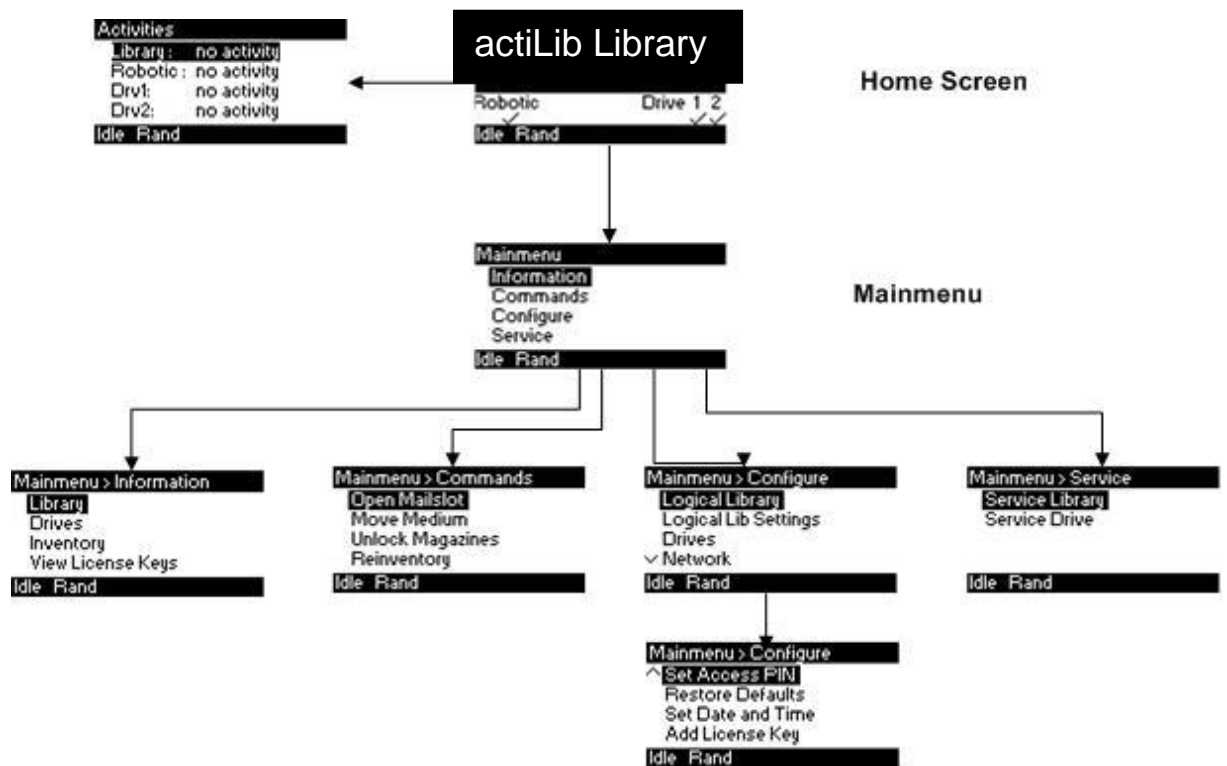 Activities
Library: no activity
Robotic: no activity
Drv1: no activity
Drv2: no activity
Idle Rand
actiLib Library
Robotic Drive 1 2
Idle Rand
Home Screen
Mainmenu
Information
Commands
Configure
Service
Idle Rand
Mainmenu
Mainmenu > Information
Library
Drives
Inventory
View License Keys
Idle Rand
Mainmenu > Commands
Open Mailslot
Move Medium
Unlock Magazines
Reinventory
Idle Rand
Mainmenu > Configure
Logical Library
Logical Lib Settings
Drives
Network
Idle Rand
Mainmenu > Service
Service Library
Service Drive
Idle Rand
Mainmenu > Configure
Set Access PIN
Restore Defaults
Set Date and Time
Add License Key
Idle Rand